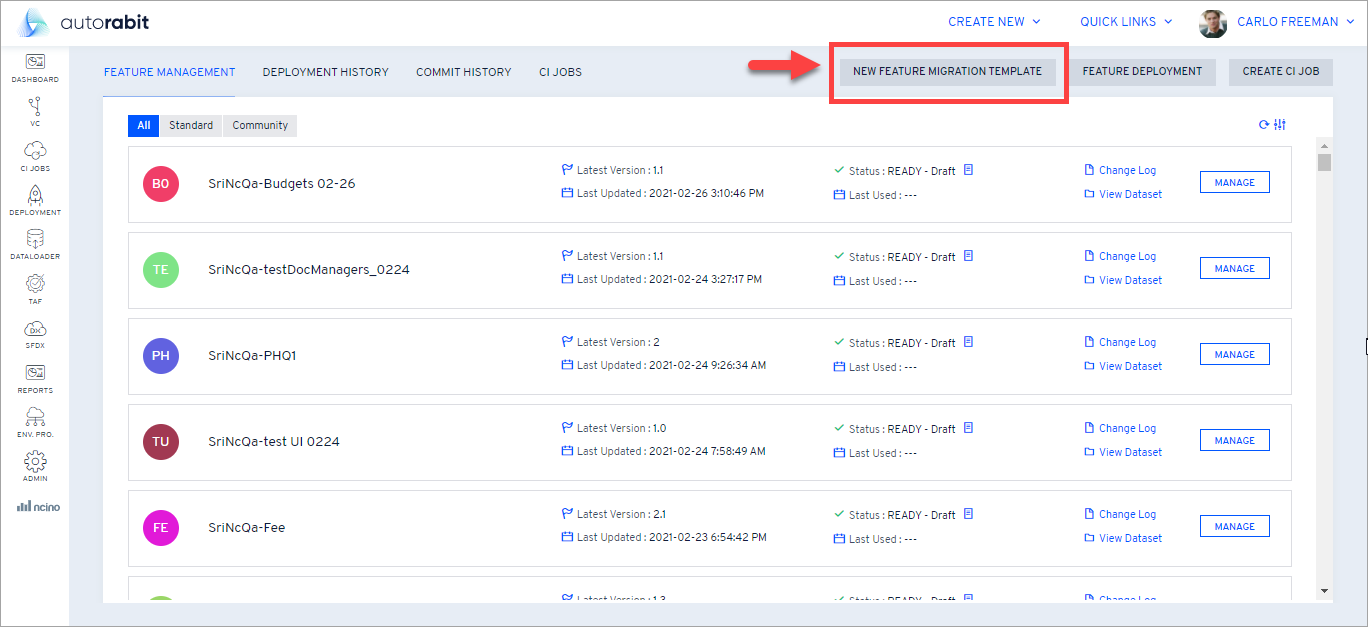 autorabit
CREATE NEW
QUICK LINKS
CARLO FREEMAN
DASHBOARD
VC
CI JOBS
DEPLOYMENT
DATALOADER
TAF
DX
SFDX
REPORTS
ENV. PRO.
ADMIN
ncino
FEATURE MANAGEMENT
DEPLOYMENT HISTORY
COMMIT HISTORY
CI JOBS
NEW FEATURE MIGRATION TEMPLATE
FEATURE DEPLOYMENT
CREATE CI JOB
All
Standard
Community
B0
SriNcQa-Budgets 02-26
Latest Version : 1.1
Last Updated : 2021-02-26 3:10:46 PM
Status : READY - Draft
Last Used : ---
Change Log
View Dataset
MANAGE
TE
SriNcQa-testDocManagers_0224
Latest Version : 1.1
Last Updated : 2021-02-24 3:27:17 PM
Status : READY - Draft
Last Used : ---
Change Log
View Dataset
MANAGE
PH
SriNcQa-PHQ1
Latest Version : 2
Last Updated : 2021-02-24 9:26:34 AM
Status : READY - Draft
Last Used : ---
Change Log
View Dataset
MANAGE
TU
SriNcQa-test UI 0224
Latest Version : 1.0
Last Updated : 2021-02-24 7:58:49 AM
Status : READY - Draft
Last Used : ---
Change Log
View Dataset
MANAGE
FE
SriNcQa-Fee
Latest Version : 2.1
Last Updated : 2021-02-23 6:54:42 PM
Status : READY - Draft
Last Used : ---
Change Log
View Dataset
MANAGE
Latest Version : 1.3
Status : READY - Draft
Change Log